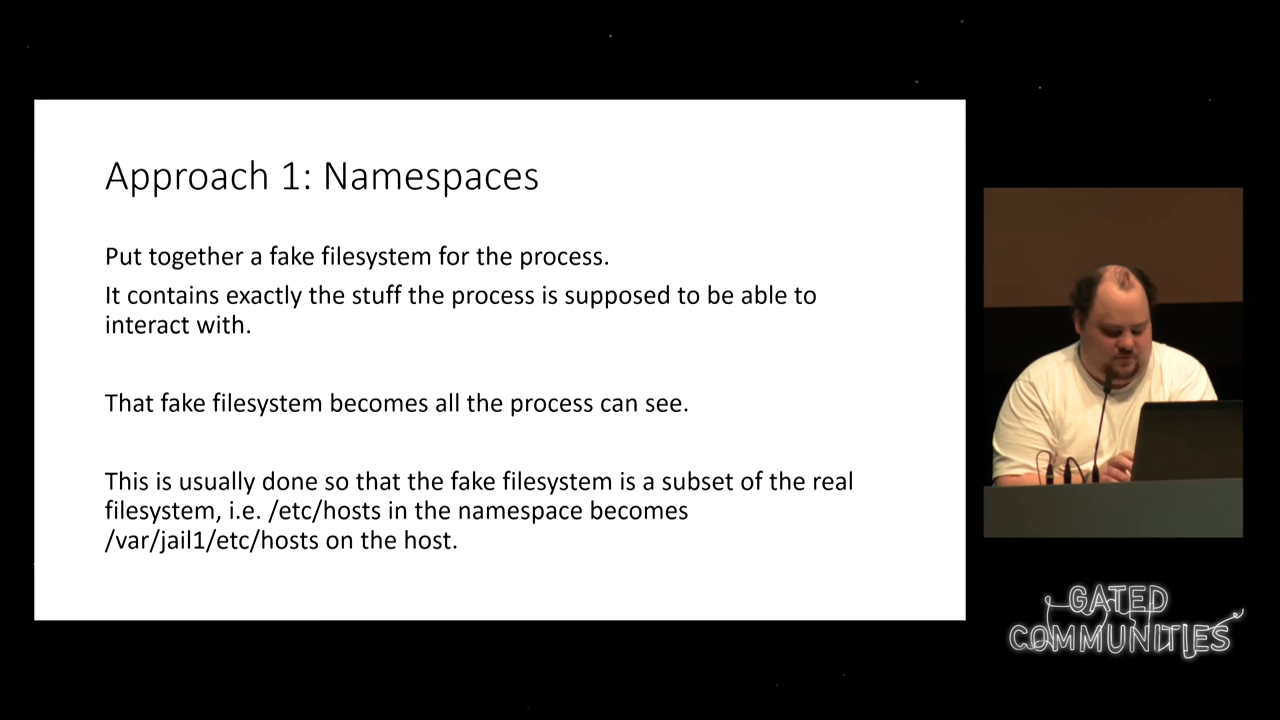 Approach 1: Namespaces
Put together a fake filesystem for the process.
It contains exactly the stuff the process is supposed to be able to
interact with.
That fake filesystem becomes all the process can see.
This is usually done so that the fake filesystem is a subset of the real
filesystem, i.e. /etc/hosts in the namespace becomes
/var/jail1/etc/hosts on the host.
GATED
COMMUNITIES